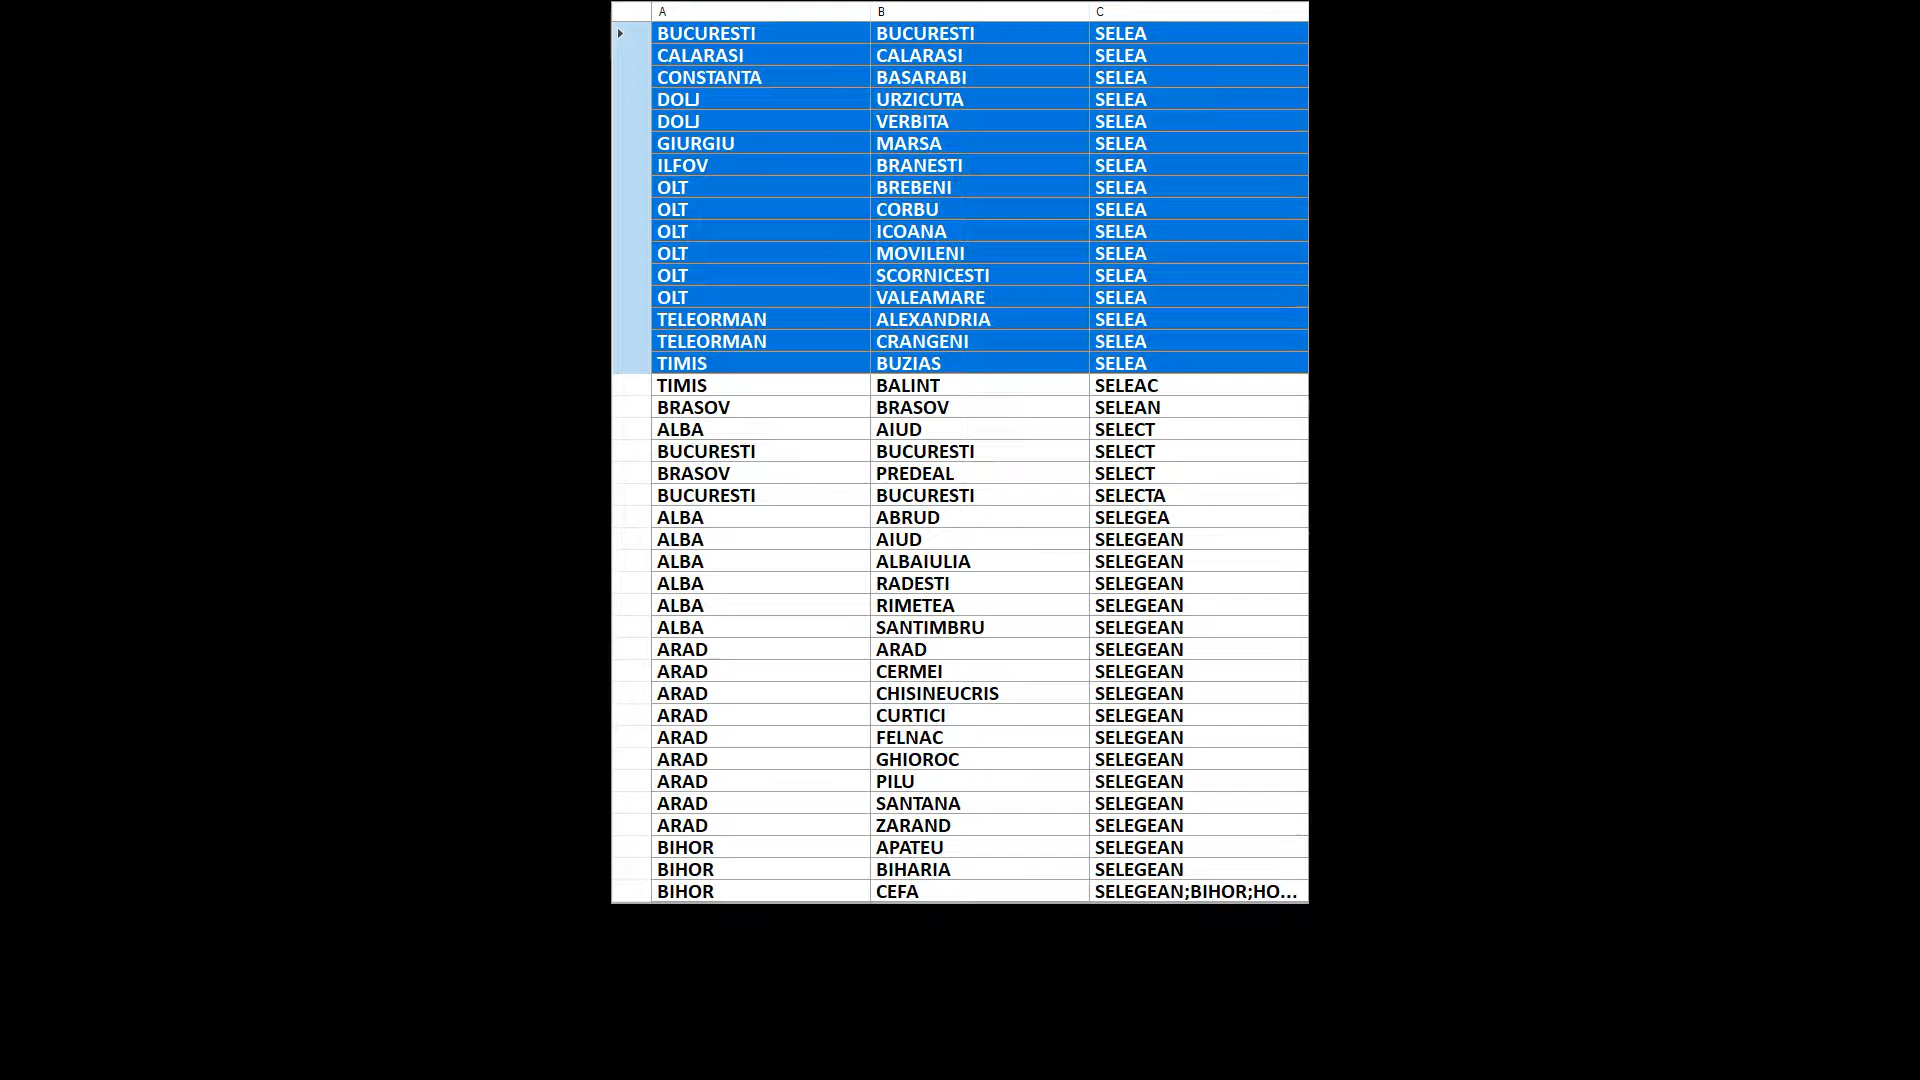 A B C
BUCURESTI BUCURESTI SELEA
CALARASI CALARASI SELEA
CONSTANTA BASARABI SELEA
DOLJ URZICUTA SELEA
DOLJ VERBITA SELEA
GIURGIU MARSA SELEA
ILFOV BRANESTI SELEA
OLT BREBENI SELEA
OLT CORBU SELEA
OLT ICOANA SELEA
OLT MOVILENI SELEA
OLT SCORNICESTI SELEA
OLT VALEAMARE SELEA
TELEORMAN ALEXANDRIA SELEA
TELEORMAN CRANGENI SELEA
TIMIS BUZIAS SELEA
TIMIS BALINT SELEAC
BRASOV BRASOV SELEAN
ALBA AIUD SELECT
BUCURESTI BUCURESTI SELECT
BRASOV PREDEAL SELECT
BUCURESTI BUCURESTI SELECTA
ALBA ABRUD SELEGEA
ALBA AIUD SELEGEAN
ALBA ALBAIULIA SELEGEAN
ALBA RADESTI SELEGEAN
ALBA RIMETEA SELEGEAN
ALBA SANTIMBRU SELEGEAN
ARAD ARAD SELEGEAN
ARAD CERMEI SELEGEAN
ARAD CHISINEUCRIS SELEGEAN
ARAD CURTICI SELEGEAN
ARAD FELNAC SELEGEAN
ARAD GHIOROC SELEGEAN
ARAD PILU SELEGEAN
ARAD SANTANA SELEGEAN
ARAD ZARAND SELEGEAN
BIHOR APATEU SELEGEAN
BIHOR BIHARIA SELEGEAN
BIHOR CEFA SELEGEAN;BIHOR;HO...